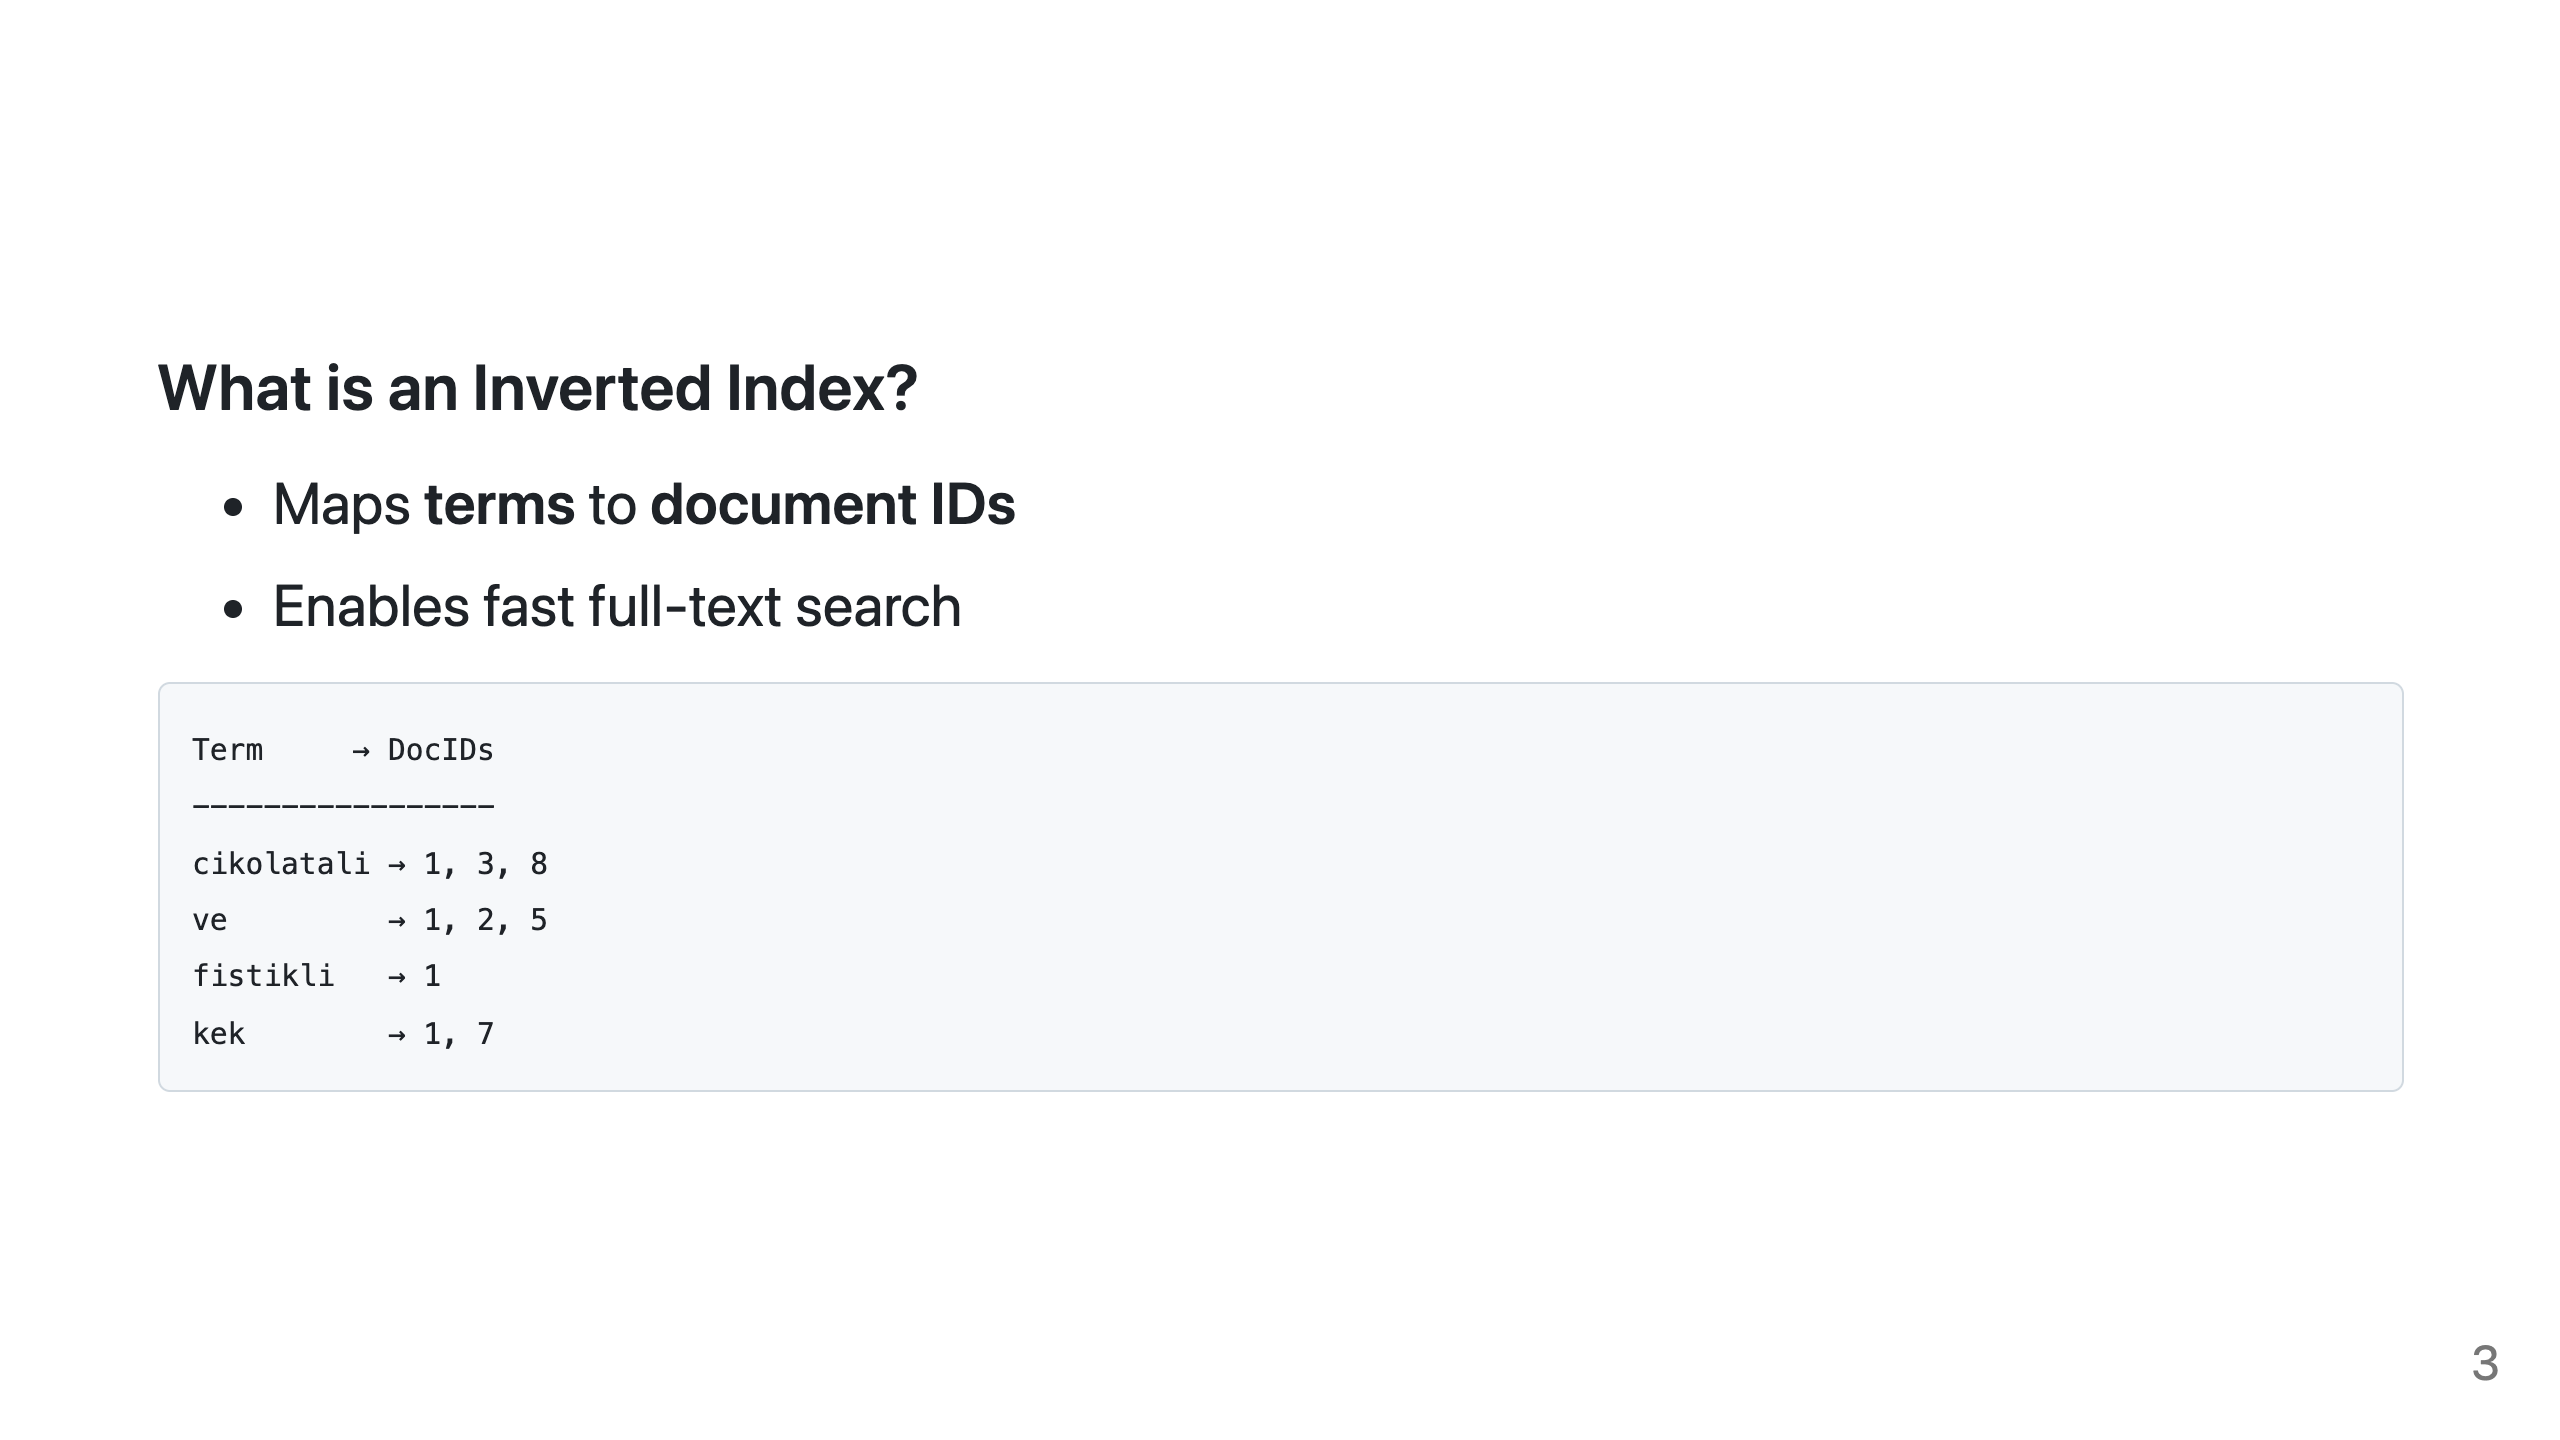 What is an Inverted Index?
• Maps terms to document IDs
• Enables fast full-text search
Term     → DocIDs
-----------------
cikolatali → 1, 3, 8
ve         → 1, 2, 5
fistikli   → 1
kek        → 1, 7
3